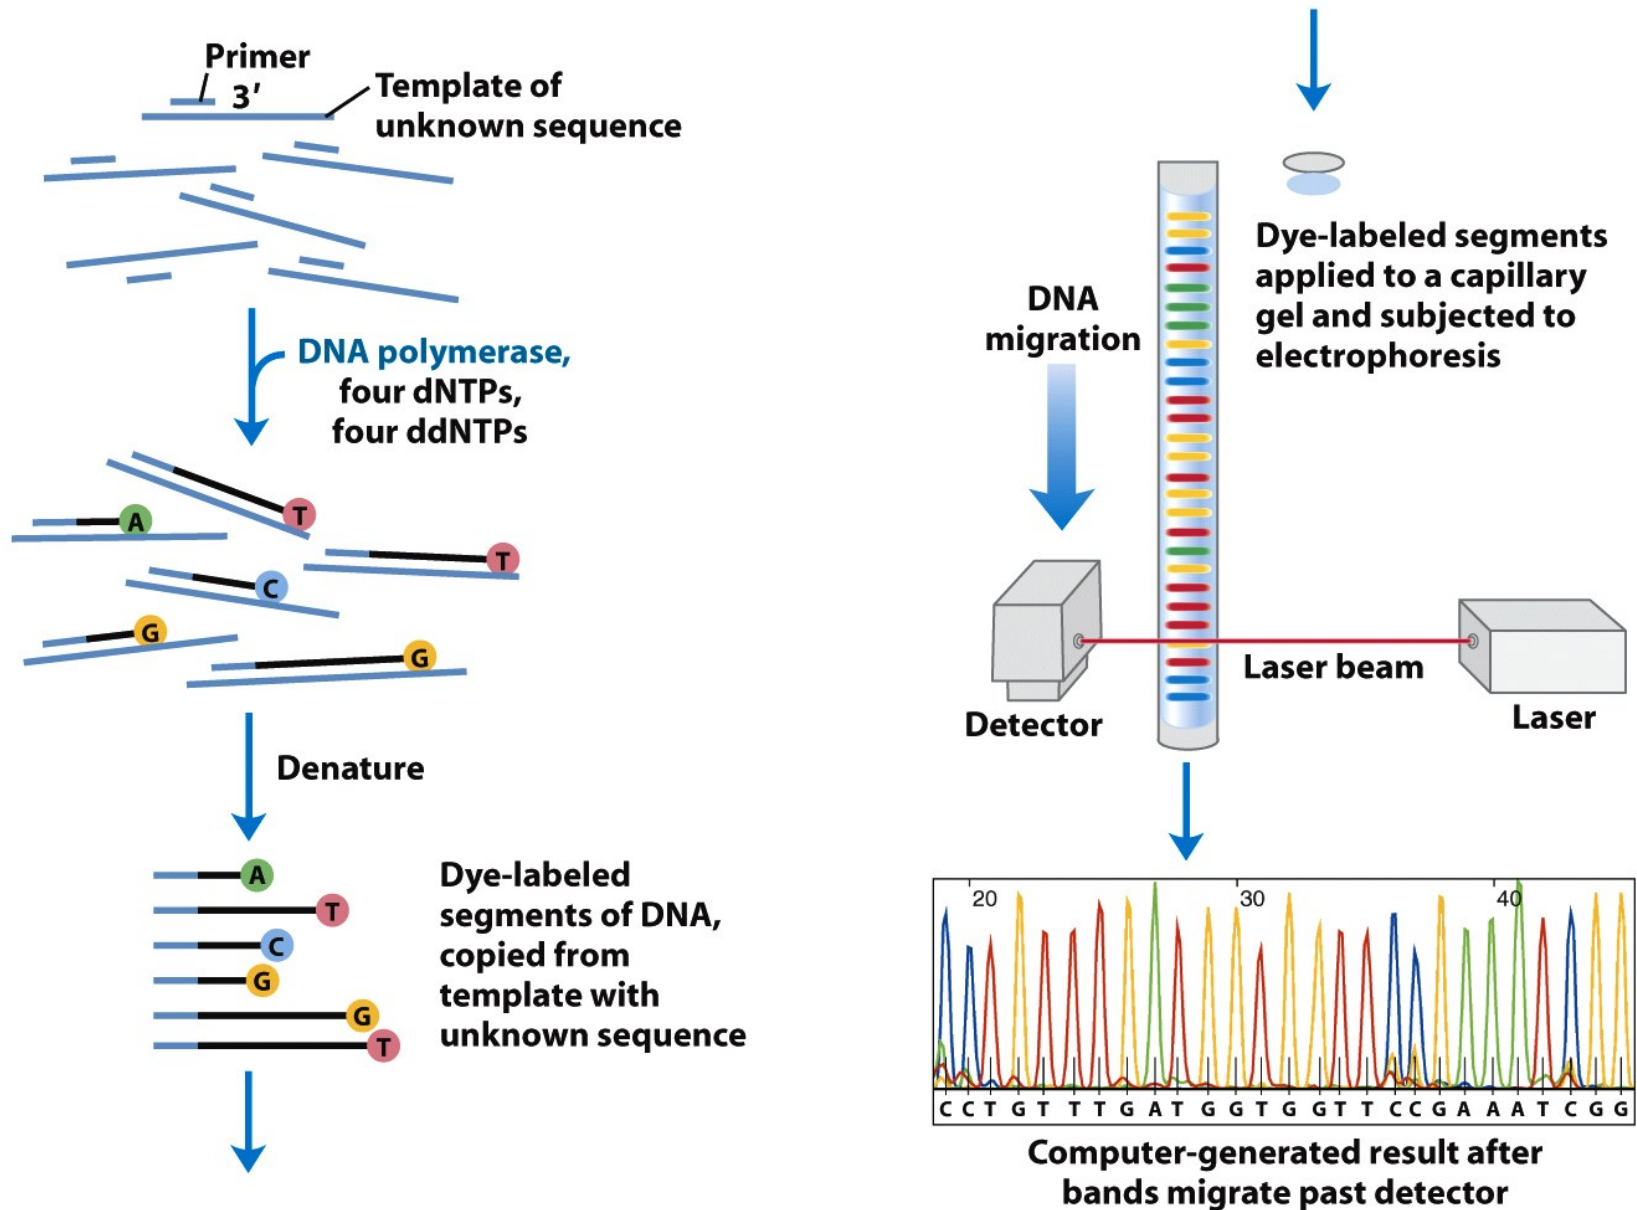 Primer
3′
Template of
unknown sequence
DNA polymerase,
four dNTPs,
four ddNTPs
A
T
T
C
G
G
Denature
A
T
C
G
G
T
Dye-labeled
segments of DNA,
copied from
template with
unknown sequence
Dye-labeled segments
applied to a capillary
gel and subjected to
electrophoresis
DNA
migration
Laser beam
Detector
Laser
20 30 40
C C T G T T T G A T G G T G G T T C C G A A A T C G G
Computer-generated result after
bands migrate past detector